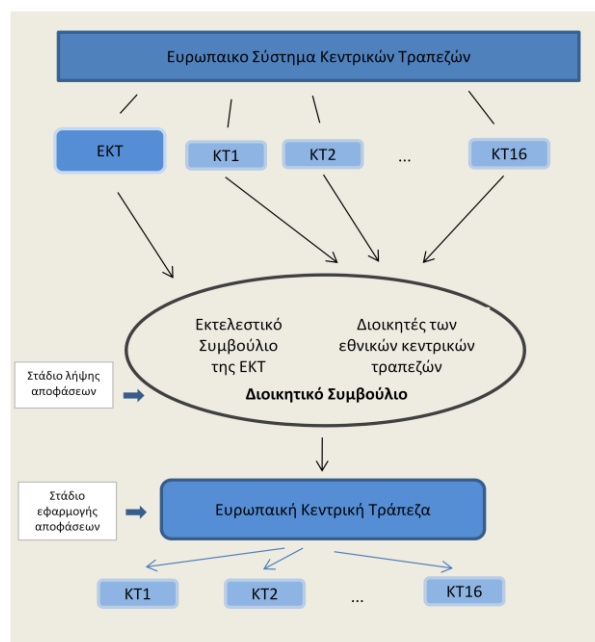 Ευρωπαικο Σύστημα Κεντρικών Τραπεζών
ΕΚΤ
ΚΤ1
ΚΤ2
...
ΚΤ16
Εκτελεστικό
Συμβούλιο
της ΕΚΤ
Διοικητές των
εθνικών κεντρικών
τραπεζών
Διοικητικό Συμβούλιο
Στάδιο λήψης
αποφάσεων
Στάδιο
εφαρμογής
αποφάσεων
Ευρωπαική Κεντρική Τράπεζα
ΚΤ1
ΚΤ2
...
ΚΤ16